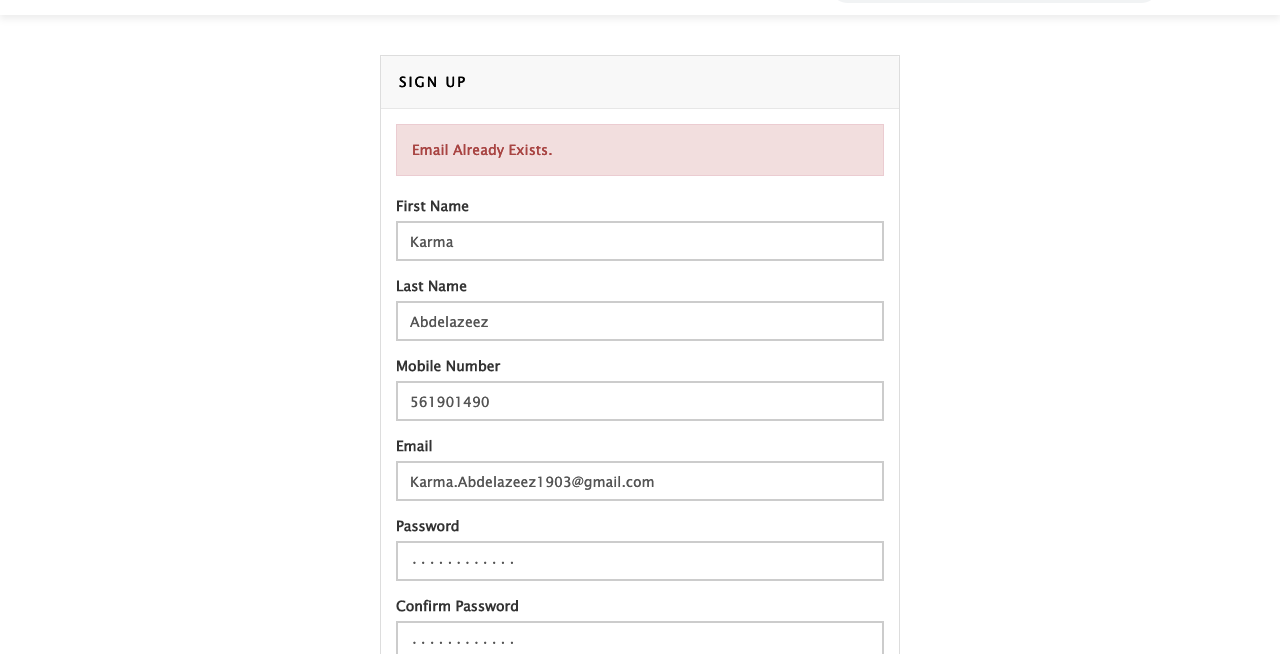 SIGN UP
Email Already Exists.
First Name
Karma
Last Name
Abdelazeez
Mobile Number
561901490
Email
Karma.Abdelazeez1903@gmail.com
Password
............
Confirm Password
............